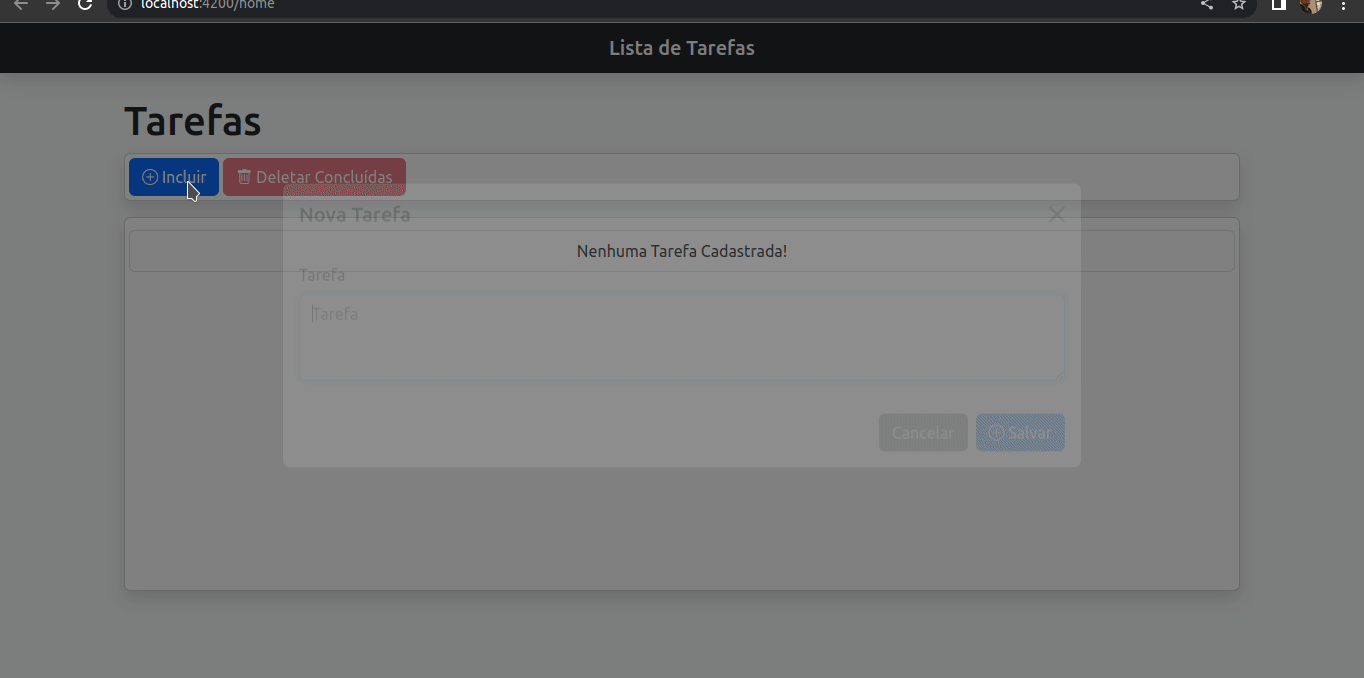 localhost:4200/home
Lista de Tarefas
Tarefas
Incluir Deletar Concluídas
Nova Tarefa
Nenhuma Tarefa Cadastrada!
Tarefa
Tarefa
Cancelar Salvar